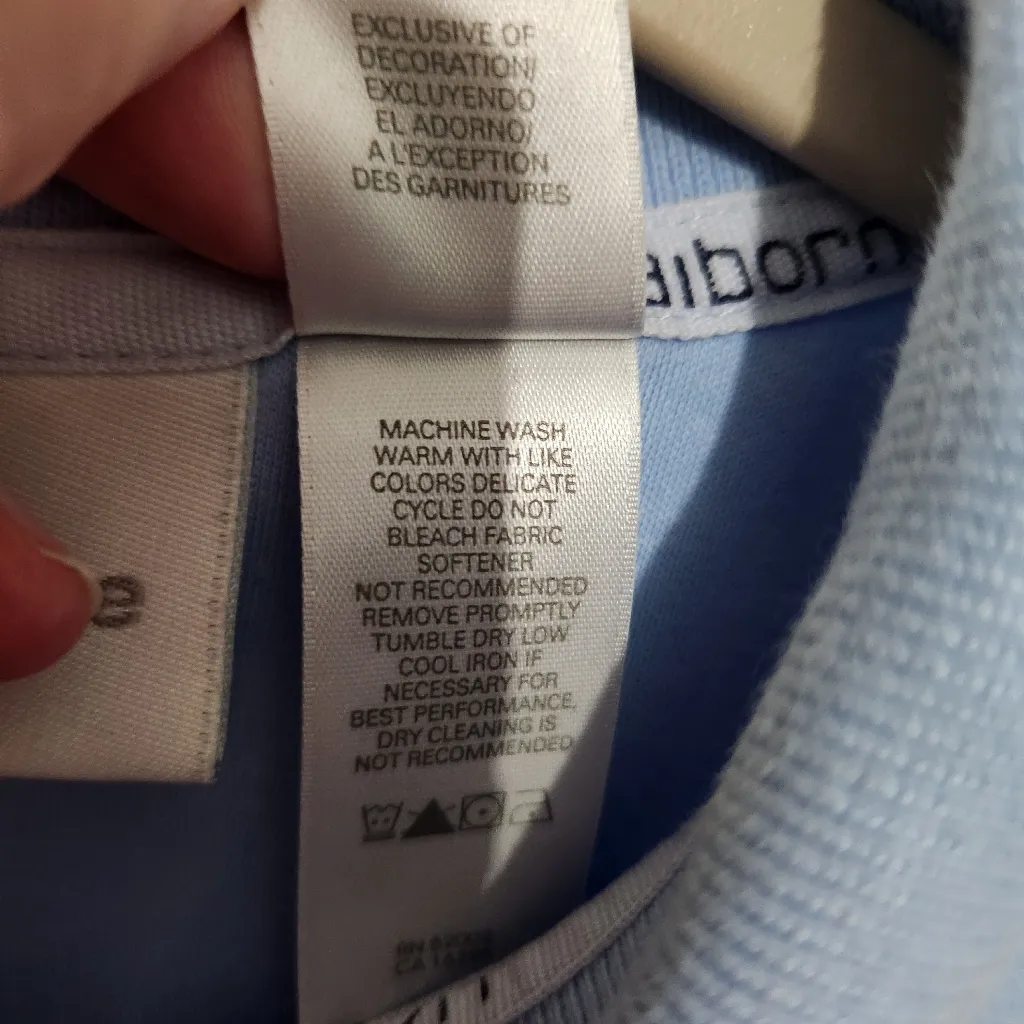 EXCLUSIVE OF
DECORATION/
EXCLUYENDO
EL ADORNO/
A L'EXCEPTION
DES GARNITURES
MACHINE WASH
WARM WITH LIKE
COLORS DELICATE
CYCLE DO NOT
BLEACH FABRIC
SOFTENER
NOT RECOMMENDED
REMOVE PROMPTLY
TUMBLE DRY LOW
COOL IRON IF
NECESSARY FOR
BEST PERFORMANCE,
DRY CLEANING IS
NOT RECOMMENDED
RN
CA